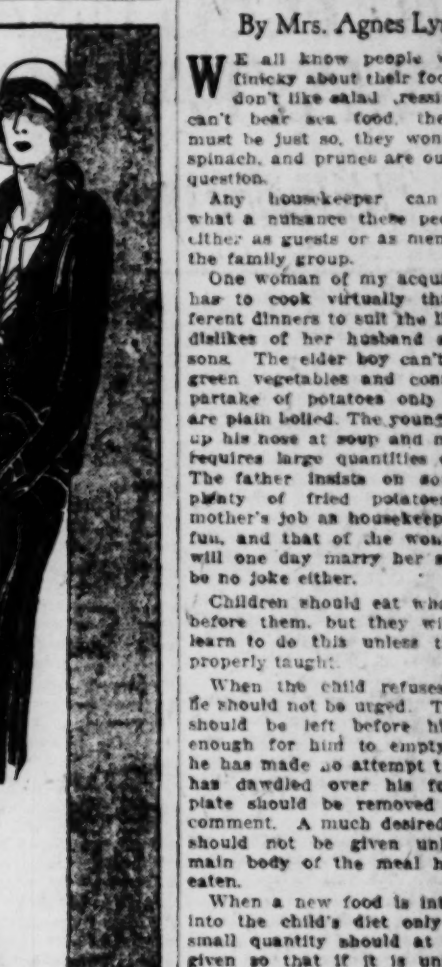 By Mrs. Agnes Ly
WE all know people
finicky about their foo
don't like salad ressi
can't bear sea food, the
must be just so, they won
spinach, and prunes are ou
question.
Any housekeeper can
what a nuisance these peo
either as guests or as mem
the family group.
One woman of my acqu
has to cook virtually th
ferent dinners to suit the l
dislikes of her husband a
sons. The elder boy can't
green vegetables and con
partake of potatoes only
are plain boiled. The young
up his nose at soup and m
requires large quantities
The father insists on so
plenty of fried potatoe
mother's job as housekeep
fun, and that of the wom
will one day marry her s
be no joke either.
Children should eat wha
before them, but they wi
learn to do this unless t
properly taught.
When the child refuses
he should not be urged. T
should be left before hi
enough for him to empty
he has made no attempt t
has dawdled over his fo
plate should be removed
comment. A much desired
should not be given unl
main body of the meal h
eaten.
When a new food is int
into the child's diet only
small quantity should at
given so that if it is un